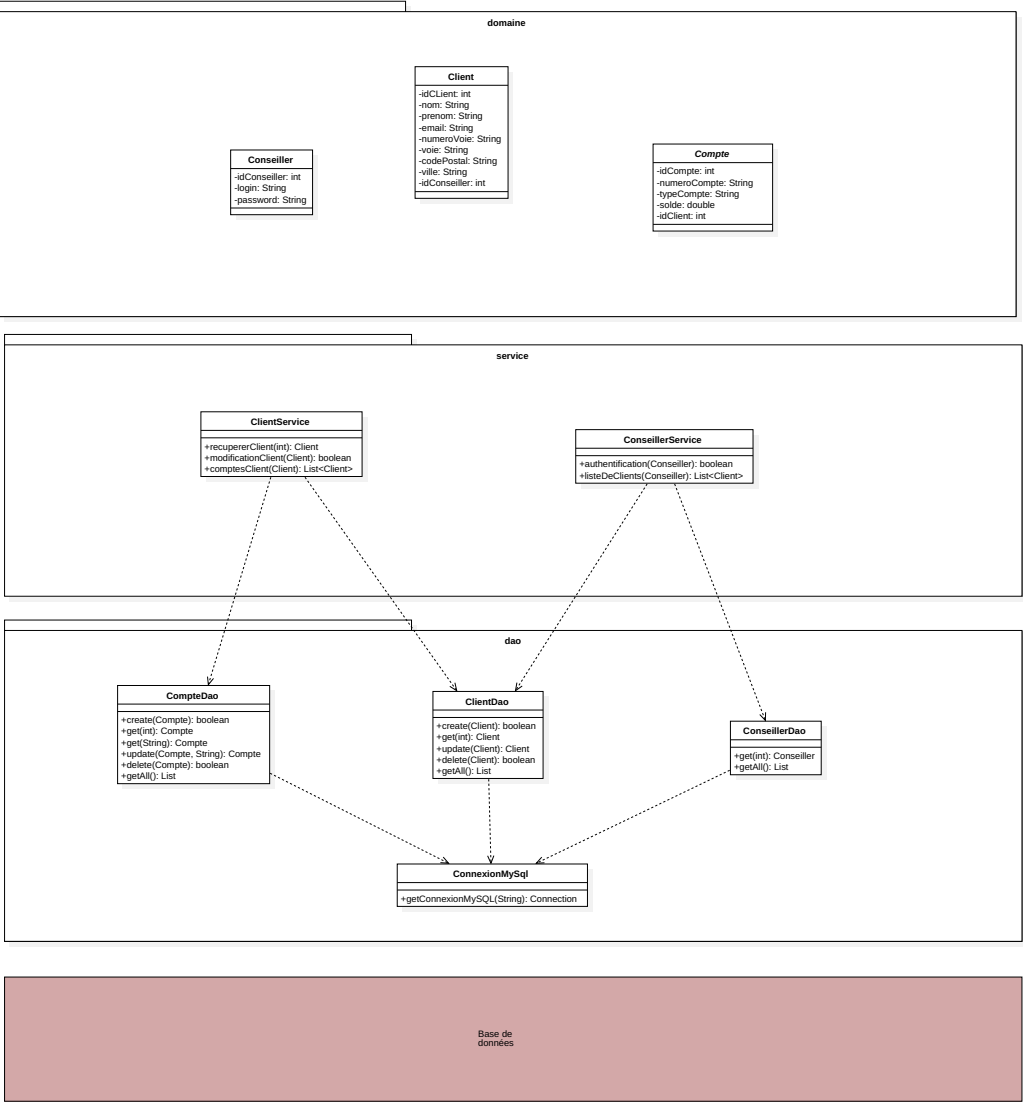 domaine
Client
-idCLient: int
-nom: String
-prenom: String
-email: String
-numeroVoie: String
-voie: String
-codePostal: String
-ville: String
-idConseiller: int
Conseiller
-idConseiller: int
-login: String
-password: String
Compte
-idCompte: int
-numeroCompte: String
-typeCompte: String
-solde: double
-idClient: int
service
ClientService
+recupererClient(int): Client
+modificationClient(Client): boolean
+comptesClient(Client): List<Client>
ConseillerService
+authentification(Conseiller): boolean
+listeDeClients(Conseiller): List<Client>
dao
CompteDao
+create(Compte): boolean
+get(int): Compte
+get(String): Compte
+update(Compte, String): Compte
+delete(Compte): boolean
+getAll(): List
ClientDao
+create(Client): boolean
+get(int): Client
+update(Client): Client
+delete(Client): boolean
+getAll(): List
ConseillerDao
+get(int): Conseiller
+getAll(): List
ConnexionMySql
+getConnexionMySQL(String): Connection
Base de
données